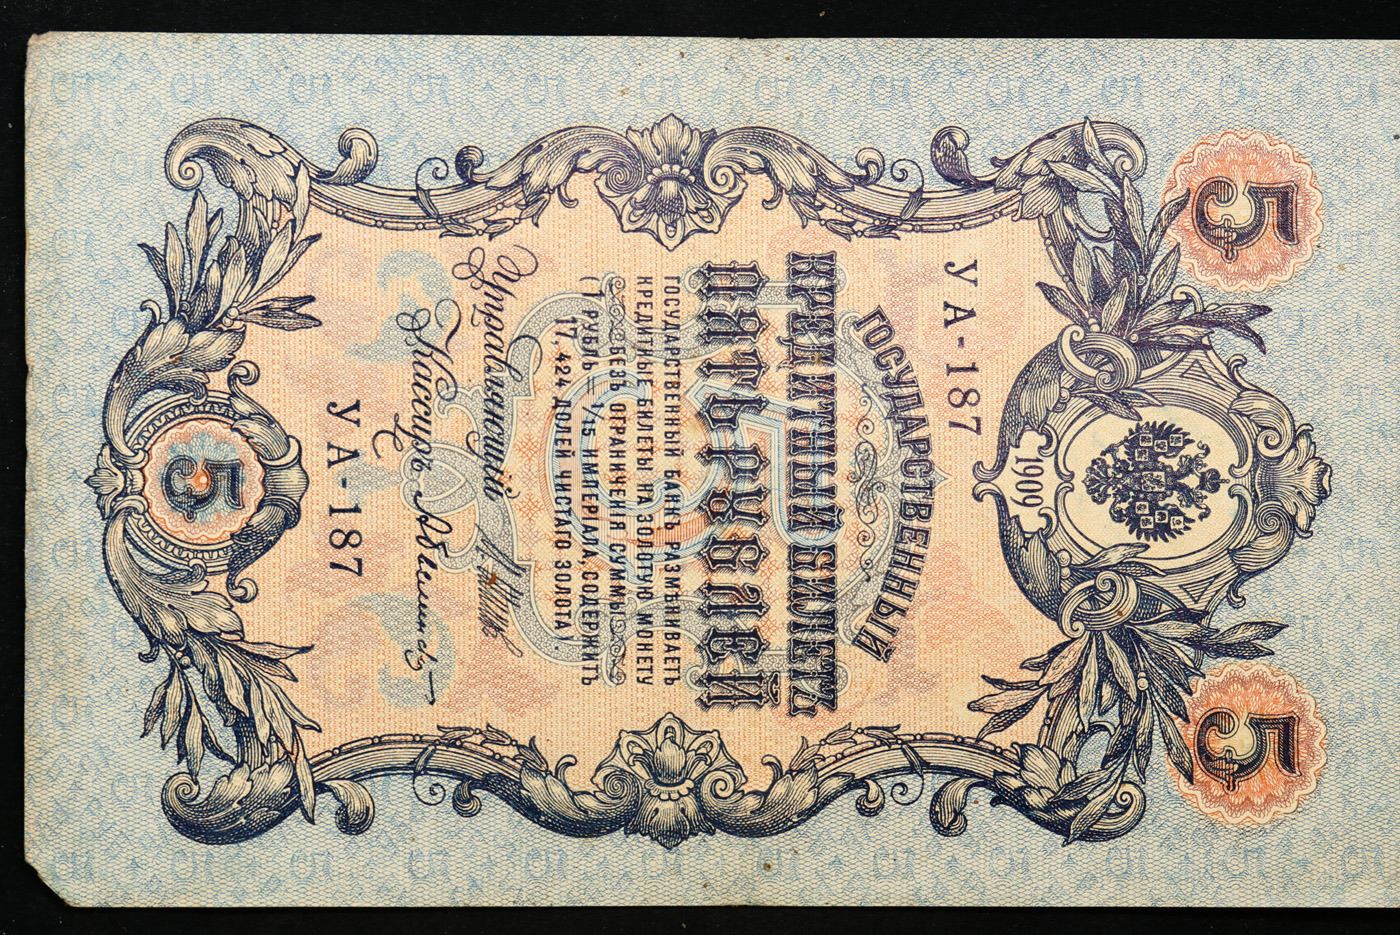 5 5
1909
УА-187
ГОСУДАРСТВЕННЫЙ
КРЕДИТНЫЙ БИЛЕТЪ
ПЯТЬ РУБЛЕЙ
ГОСУДАРСТВЕННЫЙ БАНКЪ РАЗМѢНИВАЕТЪ
КРЕДИТНЫЕ БИЛЕТЫ НА ЗОЛОТУЮ МОНЕТУ
БЕЗЪ ОГРАНИЧЕНІЯ СУММЫ
(1 РУБЛЬ = 1/15 ИМПЕРІАЛА, СОДЕРЖИТЪ
17,424 ДОЛЕЙ ЧИСТАГО ЗОЛОТА).
Управляющій
Кассиръ
УА-187
5